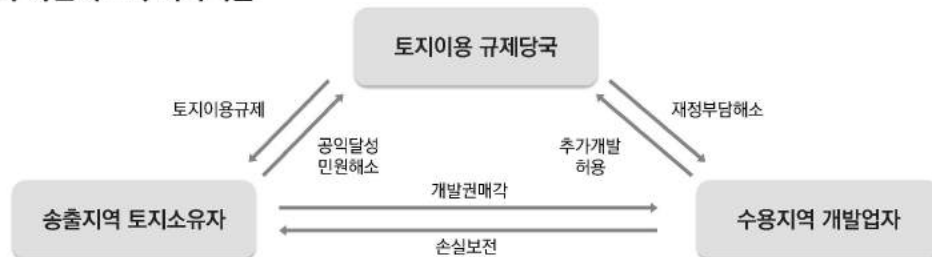 토지이용 규제당국
토지이용규제
재정부담해소
공익달성
민원해소
추가개발
허용
개발권매각
송출지역 토지소유자
수용지역 개발업자
손실보전